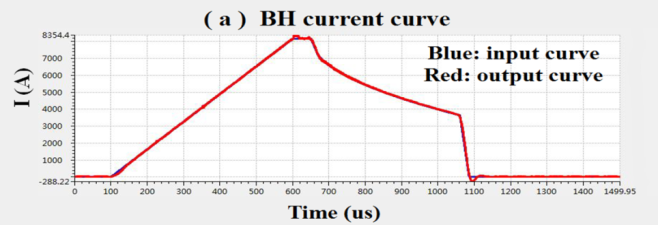 ( a ) BH current curve
8354.4
Blue: input curve
7000
Red: output curve
6000
5000
4000
3000
2000
1000
-288.22
I (A)
0 100 200 300 400 500 600 700 800 900 1000 1100 1200 1300 1400 1499.95
Time (us)